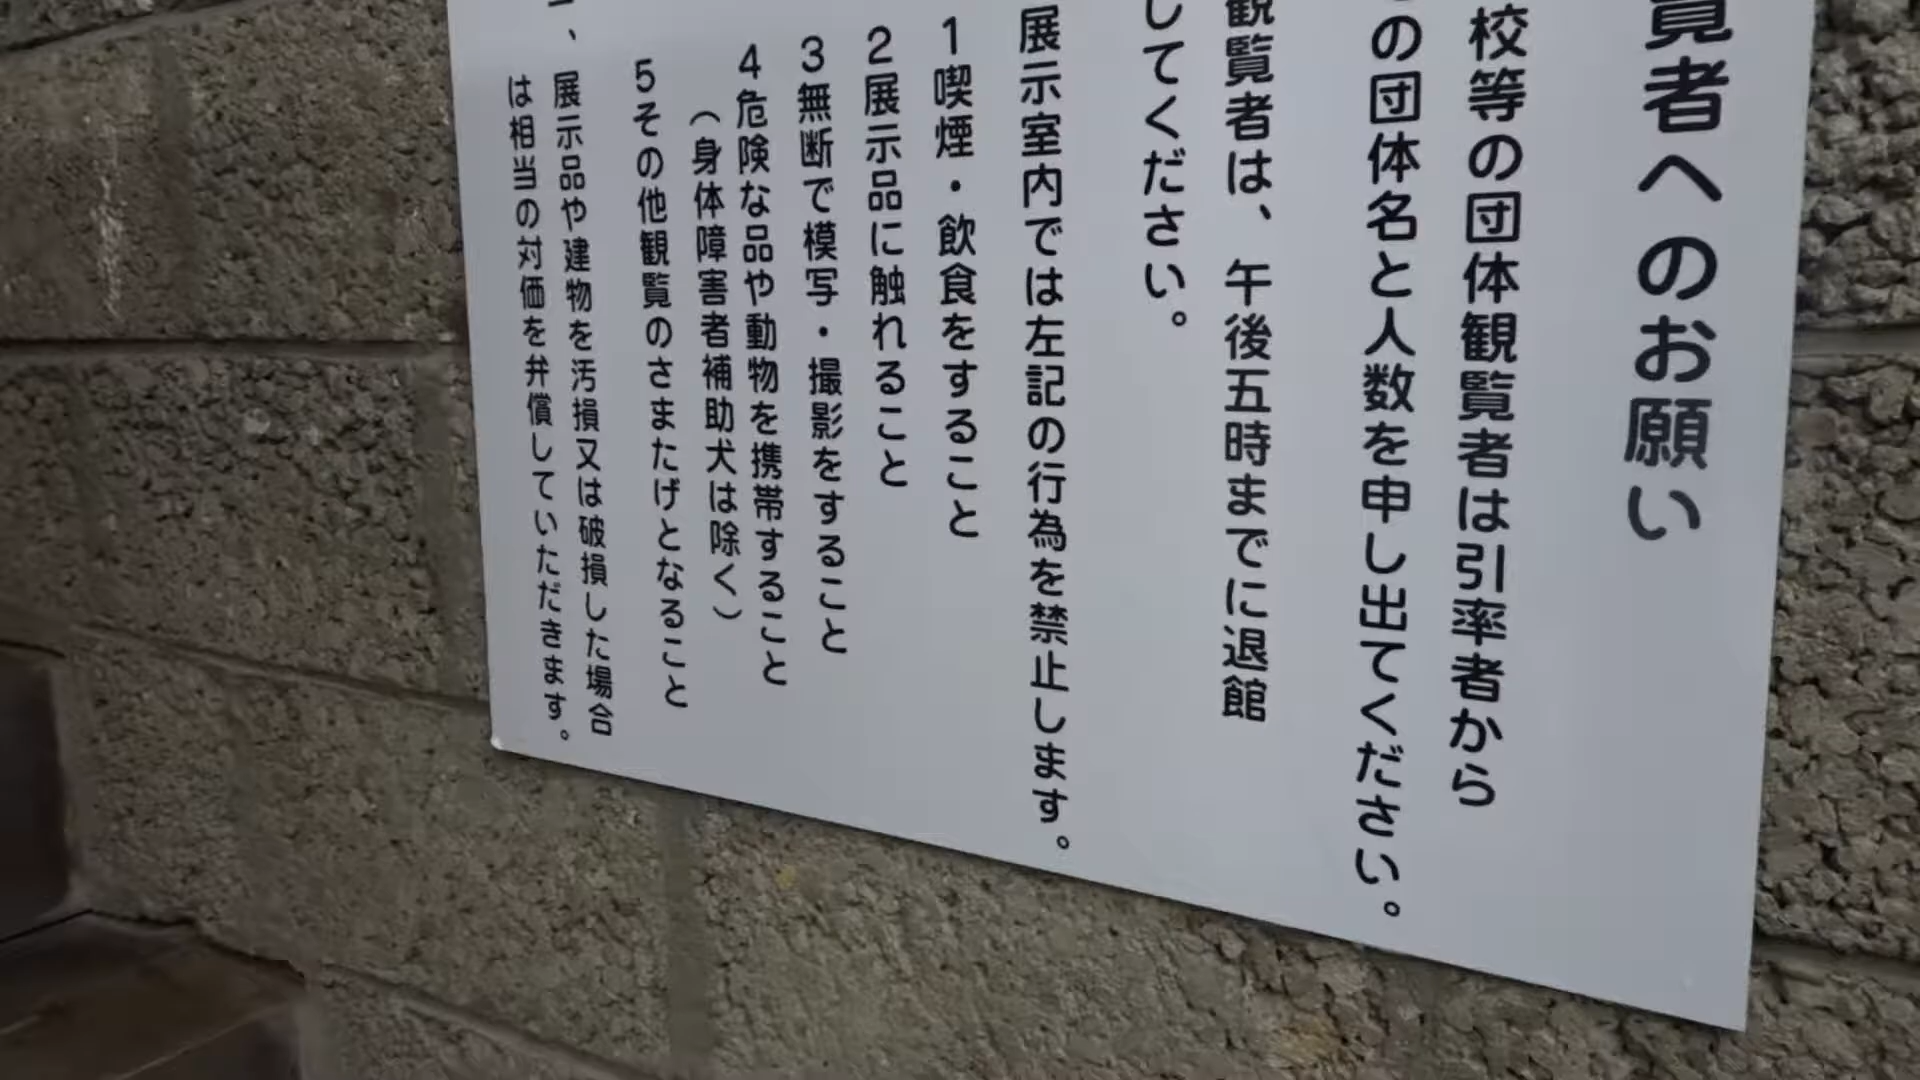 覧者へのお願い
校等の団体観覧者は引率者から
の団体名と人数を申し出てください。
観覧者は、午後五時までに退館
してください。
展示室内では左記の行為を禁止します。
1喫煙・飲食をすること
2展示品に触れること
3無断で模写・撮影をすること
4危険な品や動物を携帯すること
（身体障害者補助犬は除く）
5その他観覧のさまたげとなること
、展示品や建物を汚損又は破損した場合
は相当の対価を弁償していただきます。